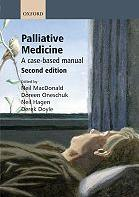 OXFORD
Palliative
Medicine
A case-based manual
Second edition
Edited by
Neil MacDonald
Doreen Oneschuk
Neil Hagen
Derek Doyle